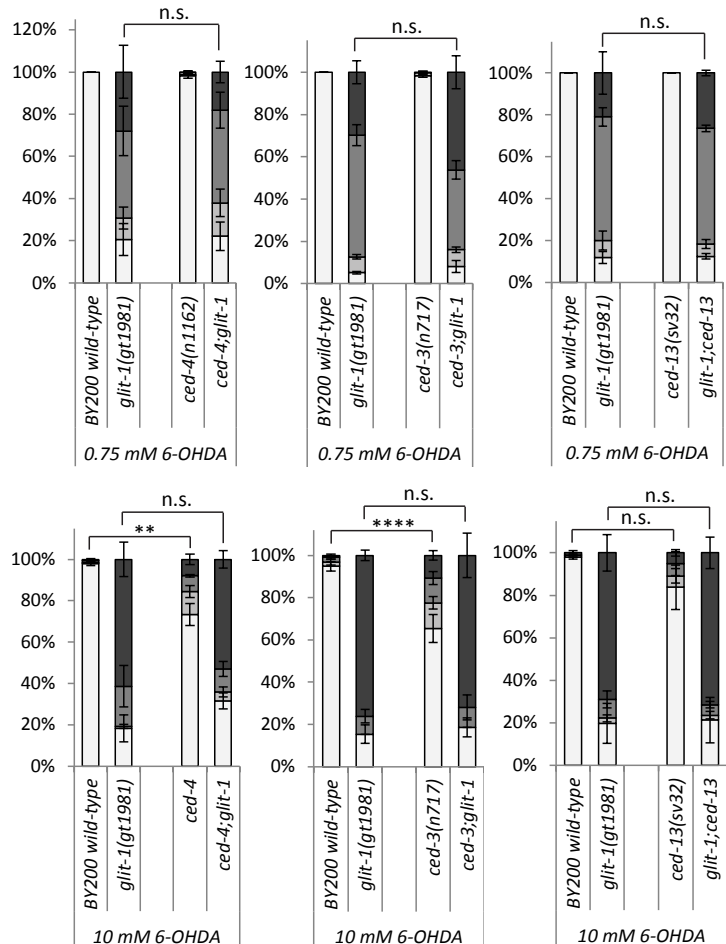 n.s.
120%
100%
80%
60%
40%
20%
0%
BY200 wild-type
glit-1(gt1981)
ced-4(n1162)
ced-4;glit-1
0.75 mM 6-OHDA
n.s.
100%
80%
60%
40%
20%
0%
BY200 wild-type
glit-1(gt1981)
ced-3(n717)
ced-3;glit-1
0.75 mM 6-OHDA
n.s.
100%
80%
60%
40%
20%
0%
BY200 wild-type
glit-1(gt1981)
ced-13(sv32)
glit-1;ced-13
0.75 mM 6-OHDA
n.s.
**
100%
80%
60%
40%
20%
0%
BY200 wild-type
glit-1(gt1981)
ced-4
ced-4;glit-1
10 mM 6-OHDA
n.s.
****
100%
80%
60%
40%
20%
0%
BY200 wild-type
glit-1(gt1981)
ced-3(n717)
ced-3;glit-1
10 mM 6-OHDA
n.s.
n.s.
100%
80%
60%
40%
20%
0%
BY200 wild-type
glit-1(gt1981)
ced-13(sv32)
glit-1;ced-13
10 mM 6-OHDA